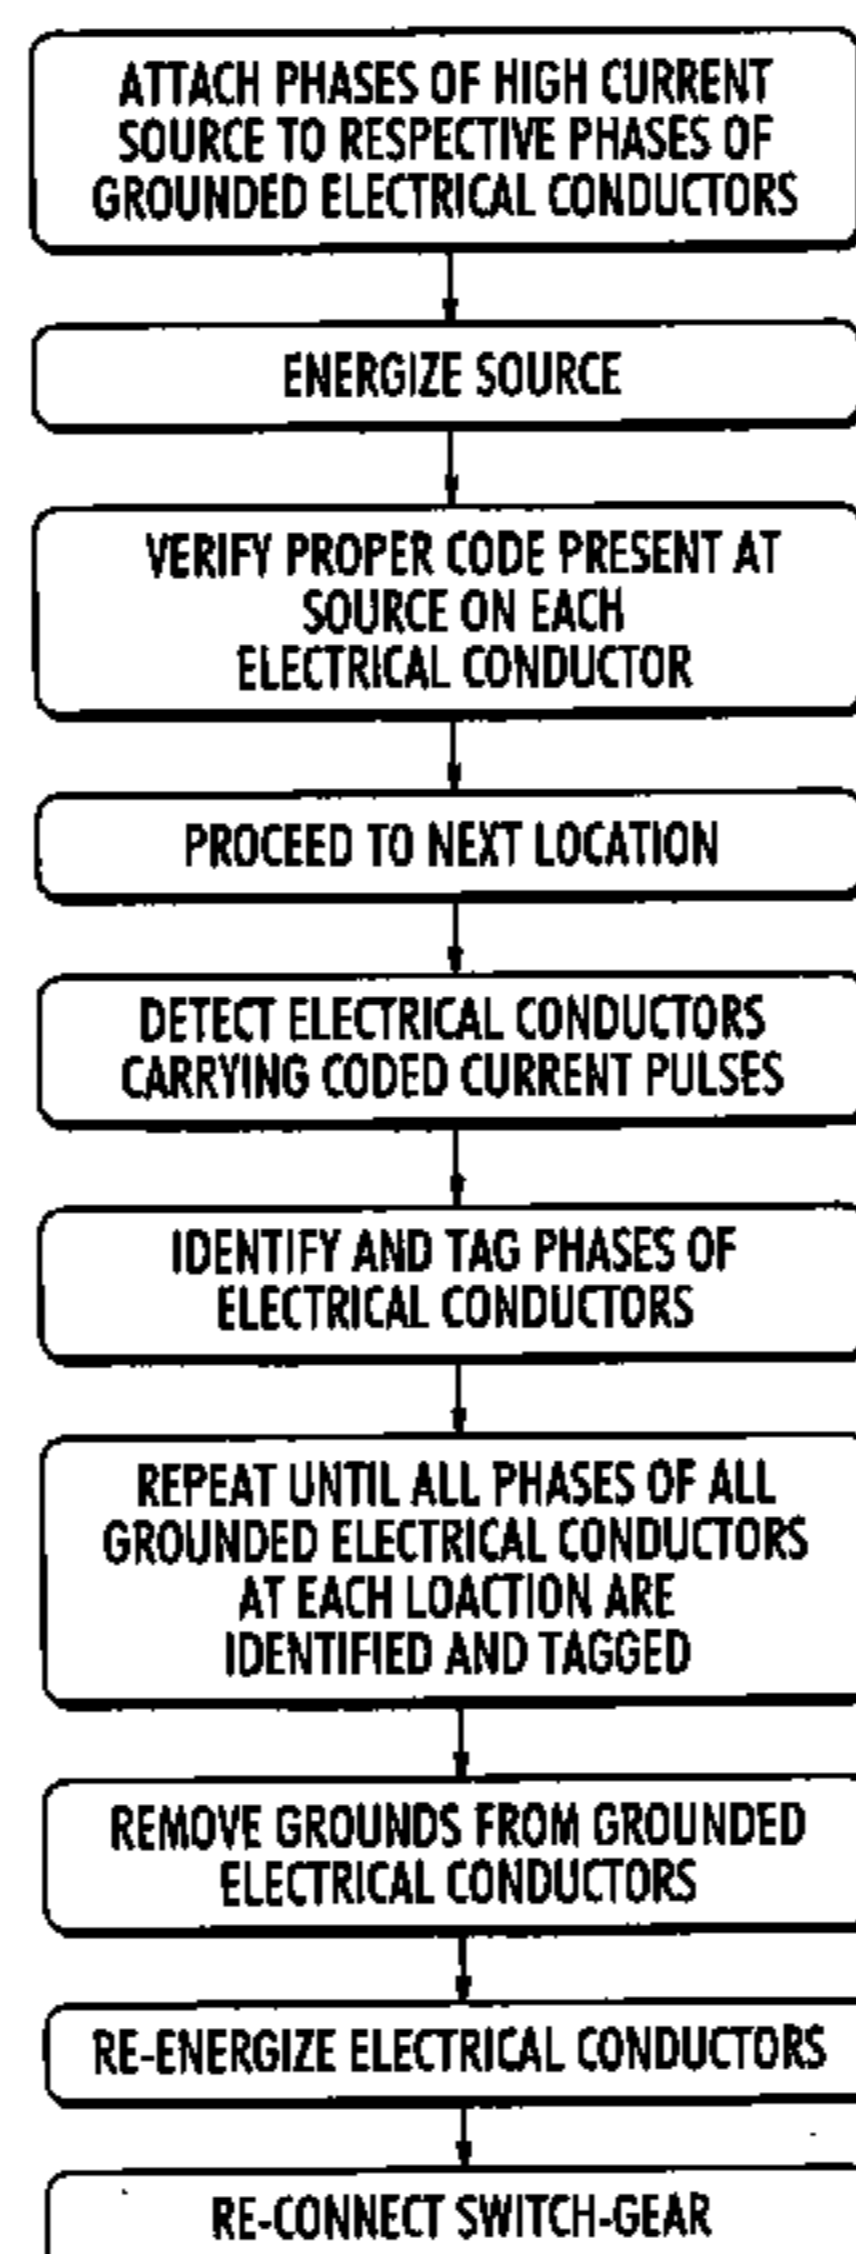 ATTACH PHASES OF HIGH CURRENT
SOURCE TO RESPECTIVE PHASES OF
GROUNDED ELECTRICAL CONDUCTORS
ENERGIZE SOURCE
VERIFY PROPER CODE PRESENT AT
SOURCE ON EACH
ELECTRICAL CONDUCTOR
PROCEED TO NEXT LOCATION
DETECT ELECTRICAL CONDUCTORS
CARRYING CODED CURRENT PULSES
IDENTIFY AND TAG PHASES OF
ELECTRICAL CONDUCTORS
REPEAT UNTIL ALL PHASES OF ALL
GROUNDED ELECTRICAL CONDUCTORS
AT EACH LOACTION ARE
IDENTIFIED AND TAGGED
REMOVE GROUNDS FROM GROUNDED
ELECTRICAL CONDUCTORS
RE-ENERGIZE ELECTRICAL CONDUCTORS
RE-CONNECT SWITCH-GEAR